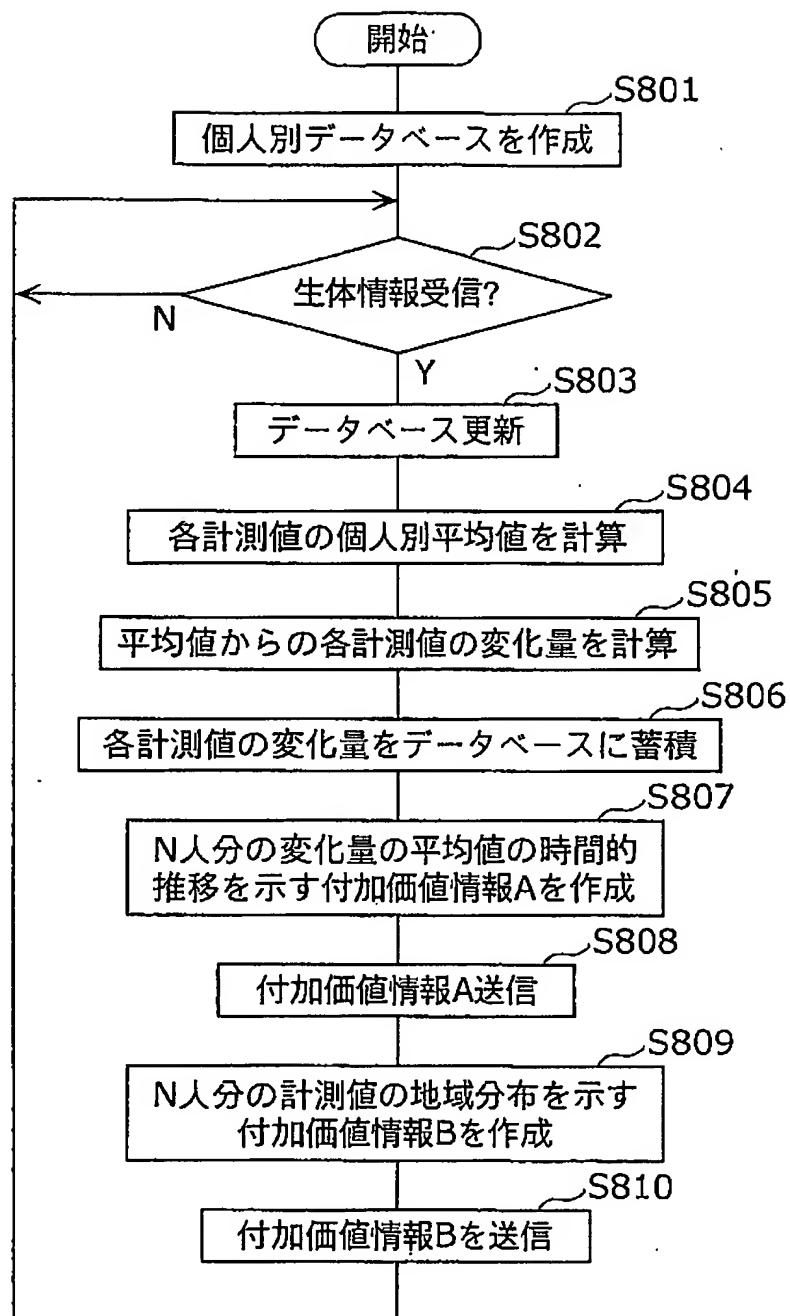 開始
S801
個人別データベースを作成
S802
生体情報受信?
N
Y
S803
データベース更新
S804
各計測値の個人別平均値を計算
S805
平均値からの各計測値の変化量を計算
S806
各計測値の変化量をデータベースに蓄積
S807
N人分の変化量の平均値の時間的
推移を示す付加価値情報Aを作成
S808
付加価値情報A送信
S809
N人分の計測値の地域分布を示す
付加価値情報Bを作成
S810
付加価値情報Bを送信